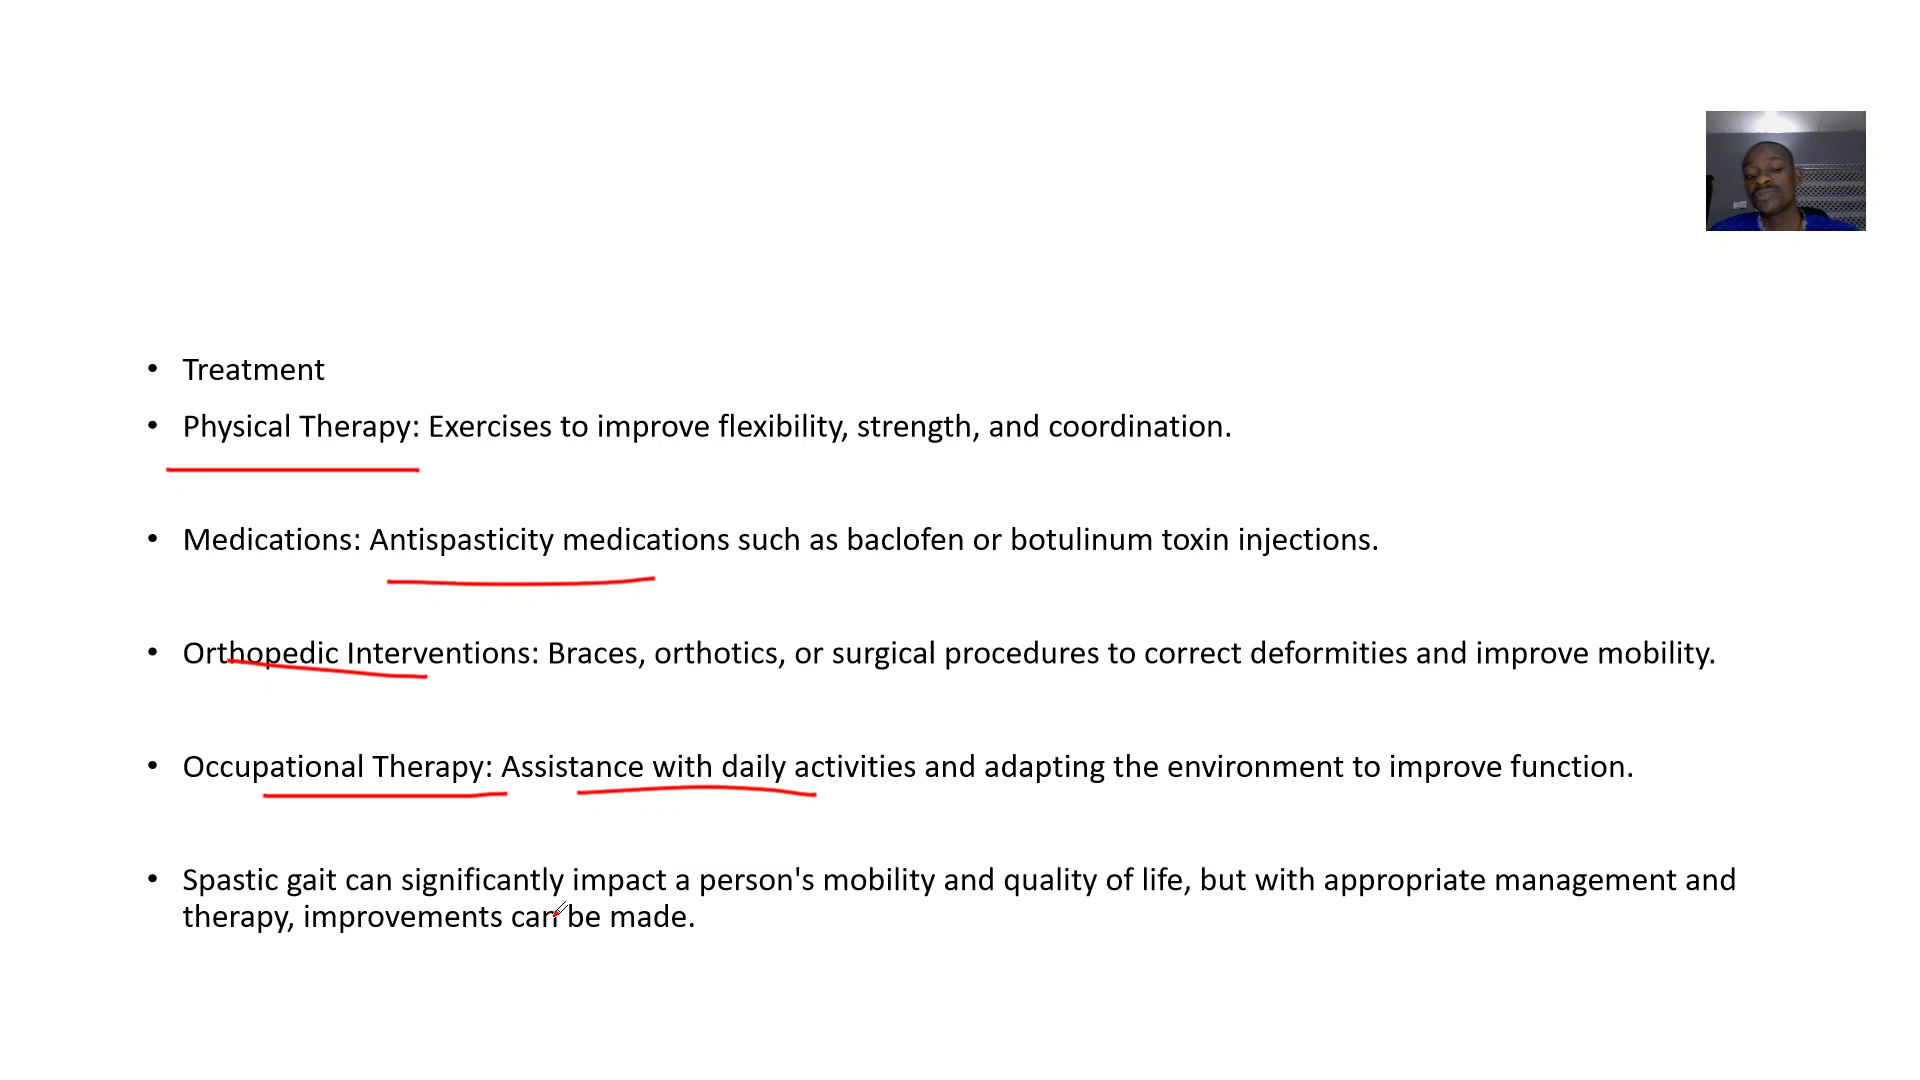 • Treatment
• Physical Therapy: Exercises to improve flexibility, strength, and coordination.
• Medications: Antispasticity medications such as baclofen or botulinum toxin injections.
• Orthopedic Interventions: Braces, orthotics, or surgical procedures to correct deformities and improve mobility.
• Occupational Therapy: Assistance with daily activities and adapting the environment to improve function.
• Spastic gait can significantly impact a person's mobility and quality of life, but with appropriate management and
therapy, improvements can be made.